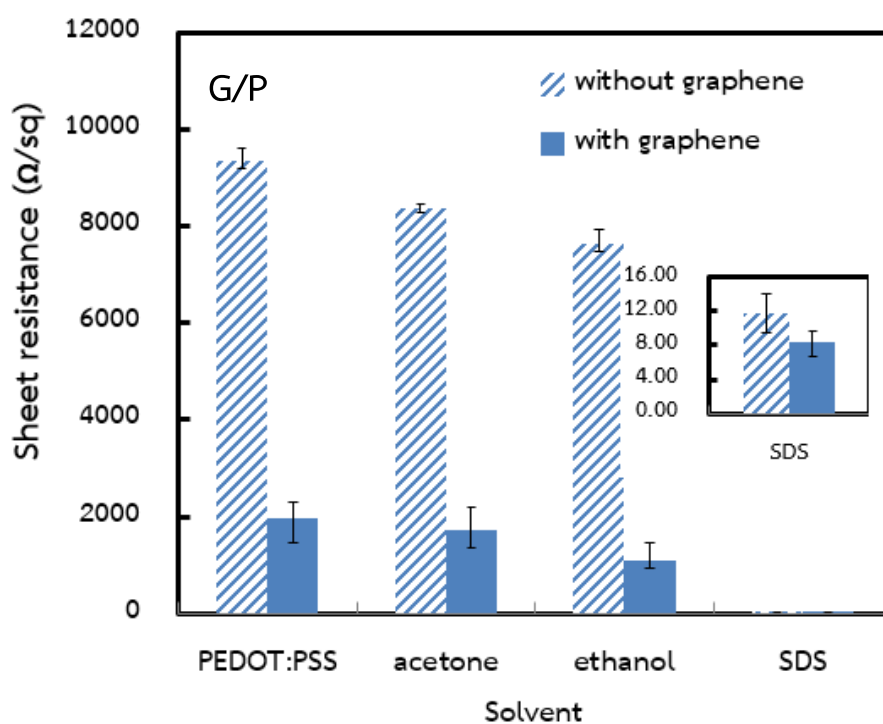 12000
G/P
without graphene
10000
with graphene
8000
6000
4000
2000
0
Sheet resistance (Ω/sq)
16.00
12.00
8.00
4.00
0.00
SDS
PEDOT:PSS acetone ethanol SDS
Solvent